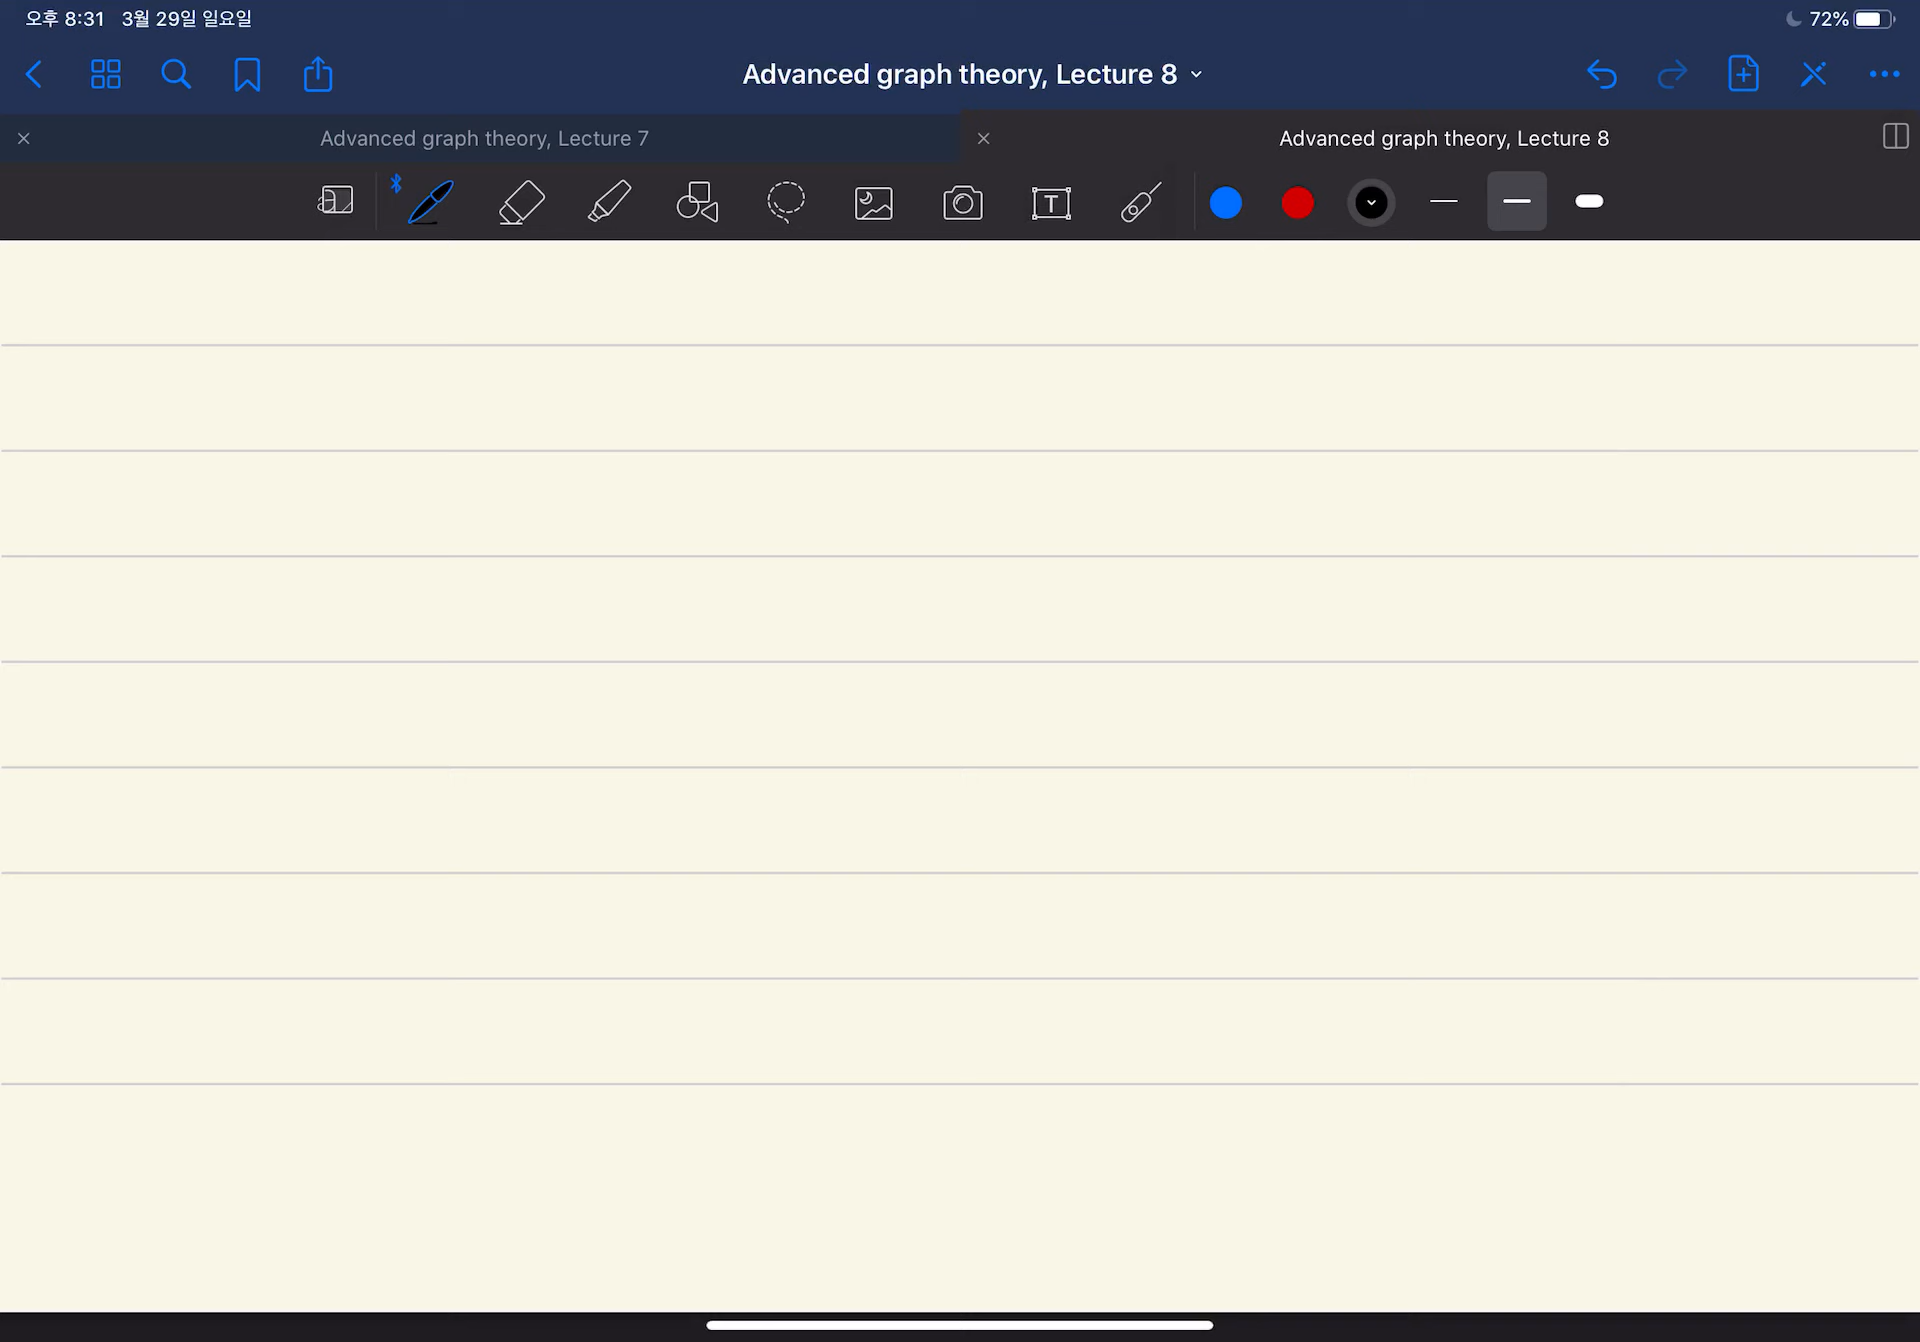 오후 8:31 3월 29일 일요일
72%
Advanced graph theory, Lecture 8
Advanced graph theory, Lecture 7
Advanced graph theory, Lecture 8